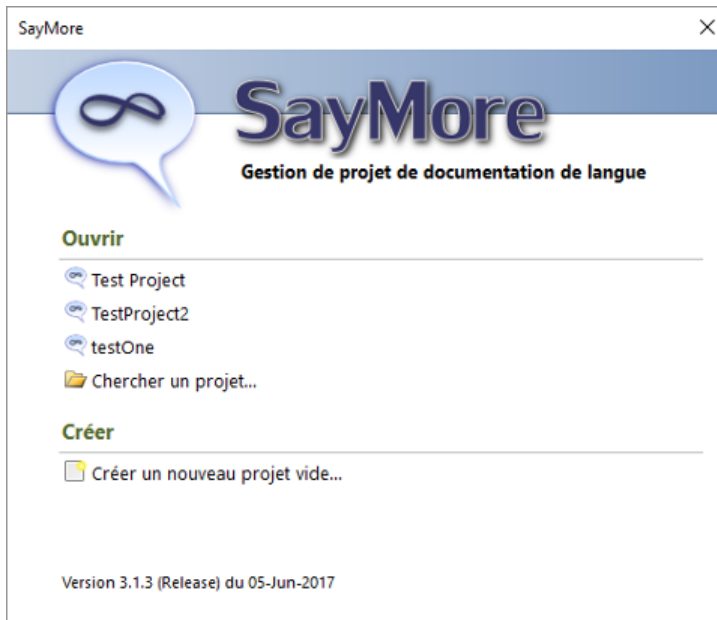 SayMore
SayMore
Gestion de projet de documentation de langue
Ouvrir
Test Project
TestProject2
testOne
Chercher un projet...
Créer
Créer un nouveau projet vide...
Version 3.1.3 (Release) du 05-Jun-2017